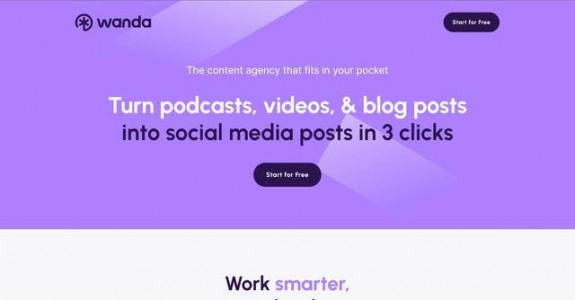 wanda
Start for Free
The content agency that fits in your pocket
Turn podcasts, videos, & blog posts
into social media posts in 3 clicks
Start for Free
Work smarter,